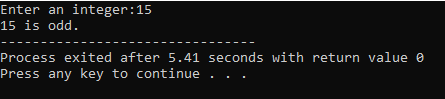 Enter an integer:15
15 is odd.
--------------------------------
Process exited after 5.41 seconds with return value 0
Press any key to continue . . .